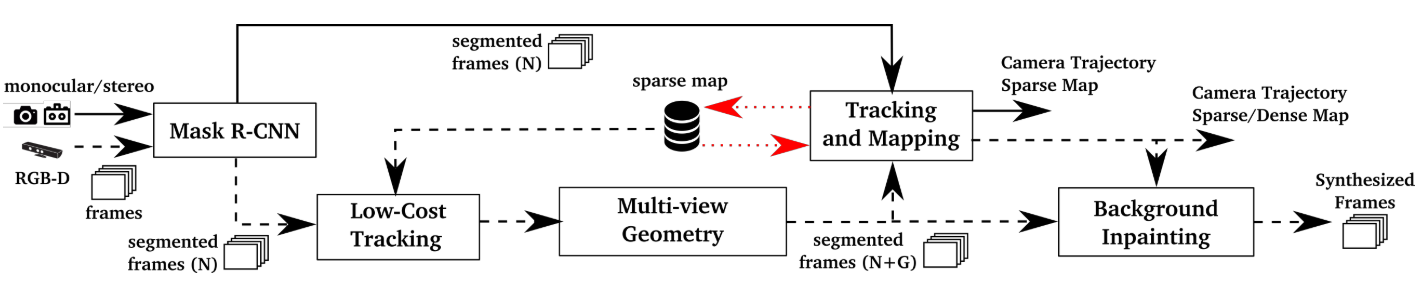 segmented
frames (N)
monocular/stereo
sparse map
Camera Trajectory
Sparse Map
Camera Trajectory
Sparse/Dense Map
Mask R-CNN
Tracking
and Mapping
RGB-D
frames
Low-Cost
Tracking
Multi-view
Geometry
Background
Inpainting
Synthesized
Frames
segmented
frames (N)
segmented
frames (N+G)